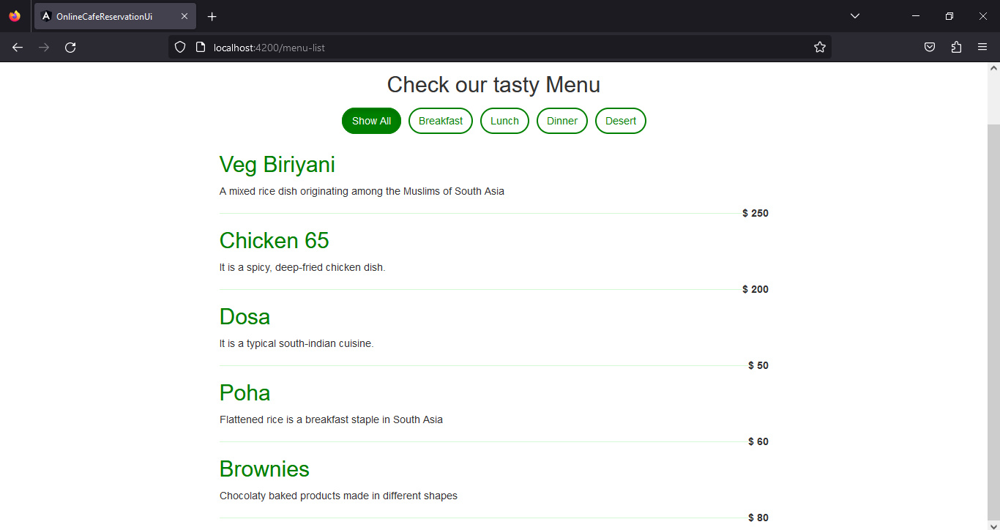 OnlineCafeReservationUi
localhost:4200/menu-list
Check our tasty Menu
Show All Breakfast Lunch Dinner Desert
Veg Biriyani
A mixed rice dish originating among the Muslims of South Asia
$ 250
Chicken 65
It is a spicy, deep-fried chicken dish.
$ 200
Dosa
It is a typical south-indian cuisine.
$ 50
Poha
Flattened rice is a breakfast staple in South Asia
$ 60
Brownies
Chocolaty baked products made in different shapes
$ 80